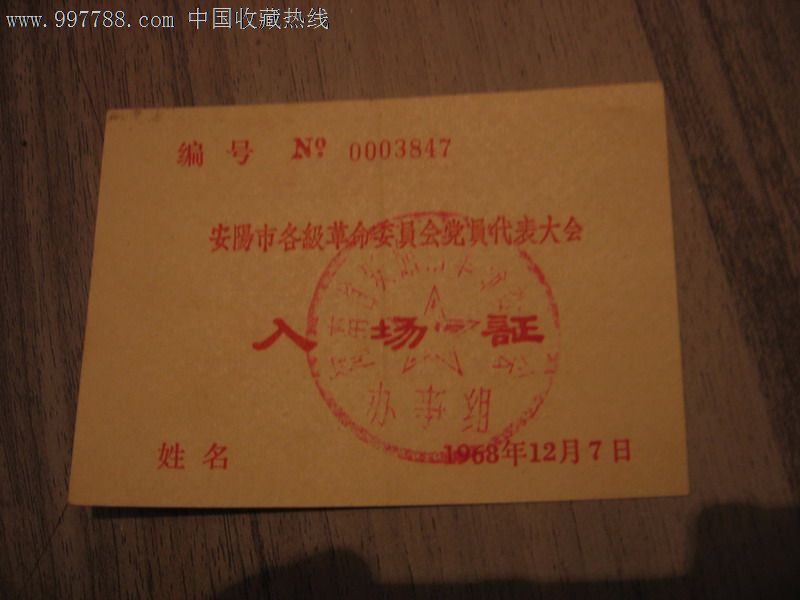 www.997788.com 中国收藏热线
编号 Nº 0003847
安陽市各級革命委員会党員代表大会
入场証
办事组
姓名 1968年12月7日